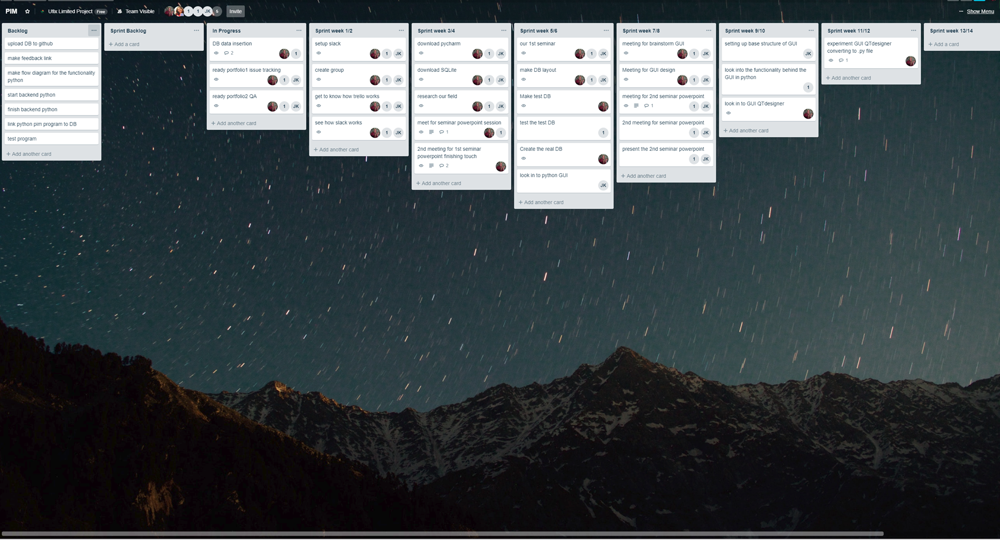 PIM
Ufix Limited Project Free
Team Visible
1
1
JK
5
Invite
Show Menu
Backlog
upload DB to github
make feedback link
make flow diagram for the functionality
python
start backend python
finish backend python
link python pim program to DB
test program
+ Add another card
Sprint Backlog
+ Add a card
In Progress
DB data insertion
2
1
ready portfolio1 issue tracking
1 JK
ready portfolio2 QA
1 JK
+ Add another card
Sprint week 1/2
setup slack
1 JK
create group
1 JK
get to know how trello works
1 JK
see how slack works
1 JK
+ Add another card
Sprint week 3/4
download pycharm
1 JK
download SQLite
1 JK
research our field
1 JK
meet for seminar powerpoint session
1
1
2nd meeting for 1st seminar
powerpoint finishing touch
2
+ Add another card
Sprint week 5/6
our 1st seminar
1 JK
make DB layout
1 JK
Make test DB
test the test DB
1
Create the real DB
look in to python GUI
JK
+ Add another card
Sprint week 7/8
meeting for brainstorm GUI
1 JK
Meeting for GUI design
1 JK
meeting for 2nd seminar powerpoint
1
1 JK
2nd meeting for seminar powerpoint
1 JK
present the 2nd seminar powerpoint
1 JK
+ Add another card
Sprint week 9/10
setting up base structure of GUI
JK
look into the functionality behind the
GUI in python
1
look in to GUI QTdesigner
+ Add another card
Sprint week 11/12
experiment GUI QTdesigner
converting to .py file
1
+ Add another card
Sprint week 13/14
+ Add a card